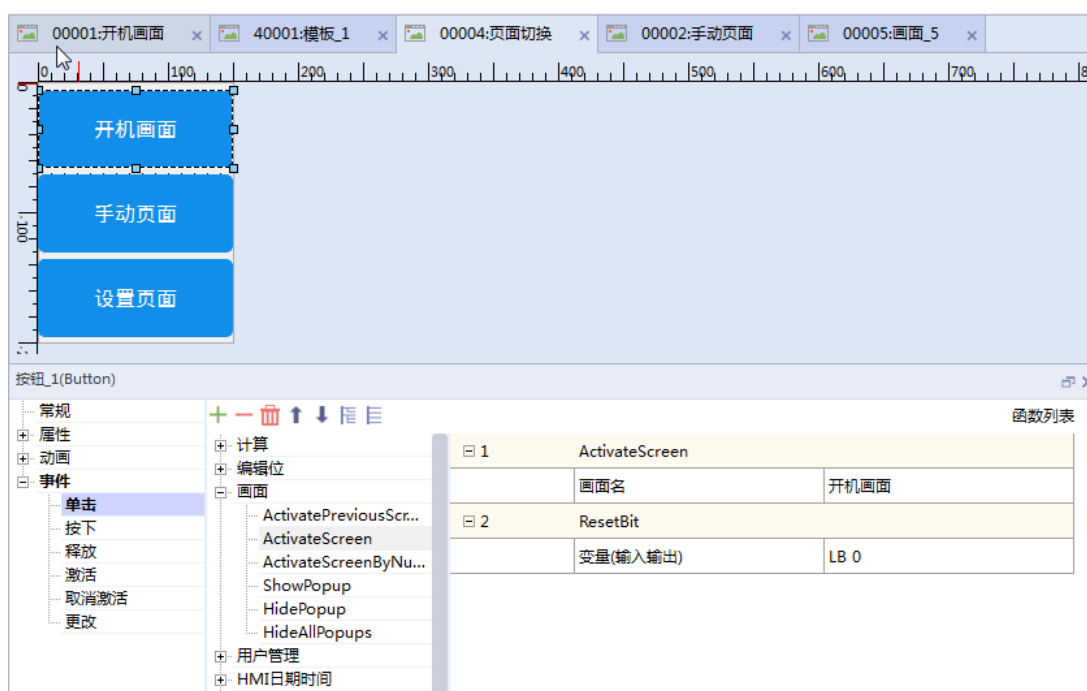 00001:开机画面 × 40001:模板_1 × 00004:页面切换 × 00002:手动页面 × 00005:画面_5 ×
0 100 200 300 400 500 600 700 8
0
开机画面
手动页面
-100
设置页面
按钮_1(Button)
常规
属性
动画
事件
单击
按下
释放
激活
取消激活
更改
函数列表
计算
编辑位
画面
ActivatePreviousScr...
ActivateScreen
ActivateScreenByNu...
ShowPopup
HidePopup
HideAllPopups
用户管理
HMI日期时间
1 ActivateScreen
画面名 开机画面
2 ResetBit
变量(输入输出) LB 0